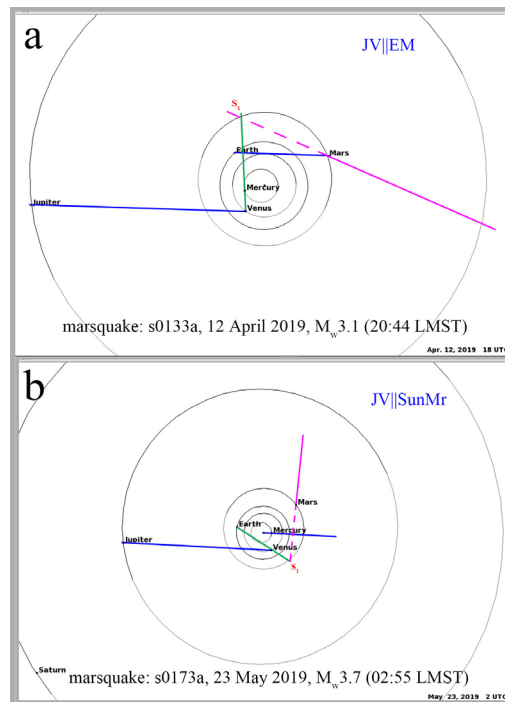 a
JV||EM
S1
Earth
Mars
Mercury
Jupiter
Venus
marsquake: s0133a, 12 April 2019, Mw3.1 (20:44 LMST)
Apr. 12, 2019 18 UTC
b
JV||SunMr
Mars
Earth
Mercury
Jupiter
Venus
S1
Saturn
marsquake: s0173a, 23 May 2019, Mw3.7 (02:55 LMST)
May 23, 2019 2 UTC